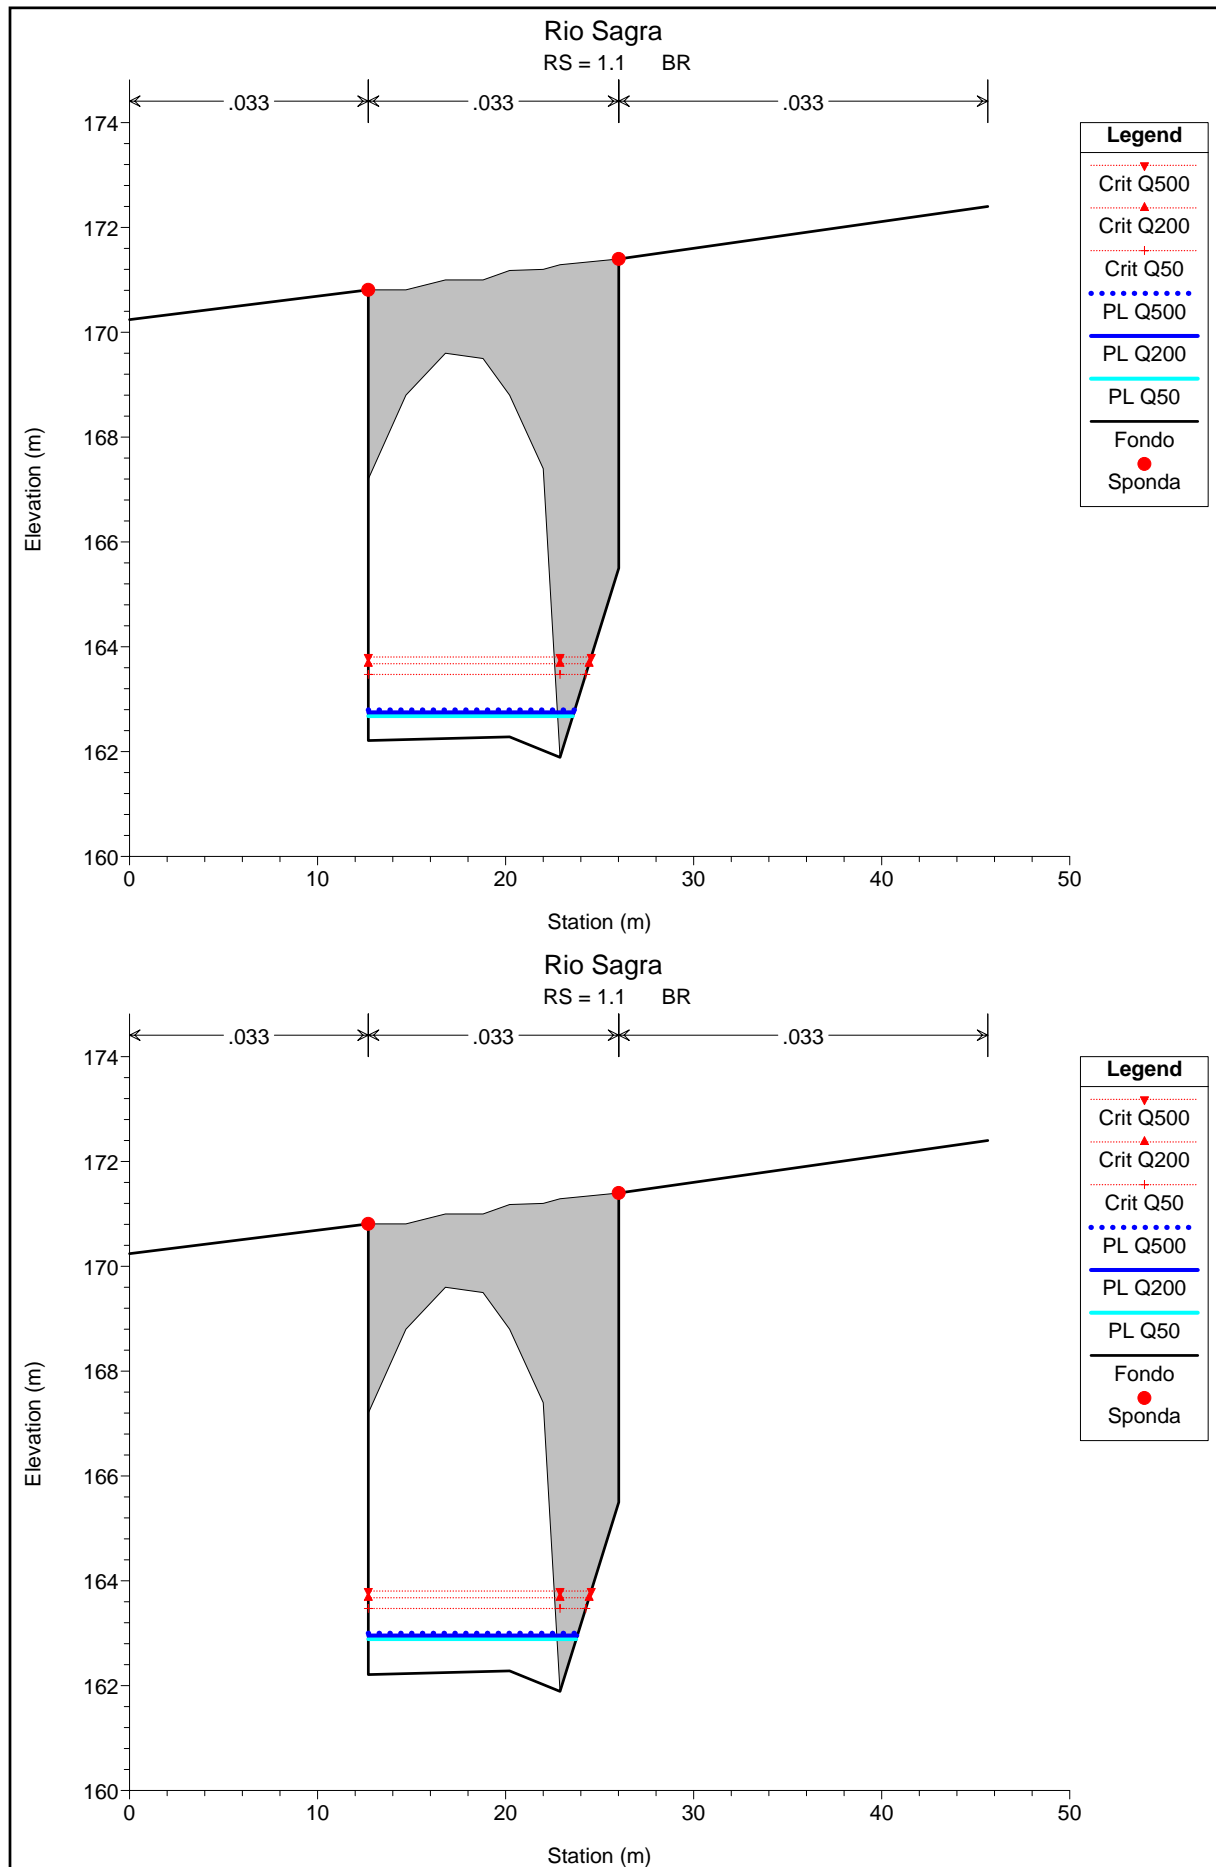 Rio Sagra
RS = 1.1 BR
.033 .033 .033
174
172
170
168
166
164
162
160
0 10 20 30 40 50
Elevation (m)
Station (m)
Legend
Crit Q500
Crit Q200
Crit Q50
PL Q500
PL Q200
PL Q50
Fondo
Sponda
Rio Sagra
RS = 1.1 BR
.033 .033 .033
174
172
170
168
166
164
162
160
0 10 20 30 40 50
Elevation (m)
Station (m)
Legend
Crit Q500
Crit Q200
Crit Q50
PL Q500
PL Q200
PL Q50
Fondo
Sponda